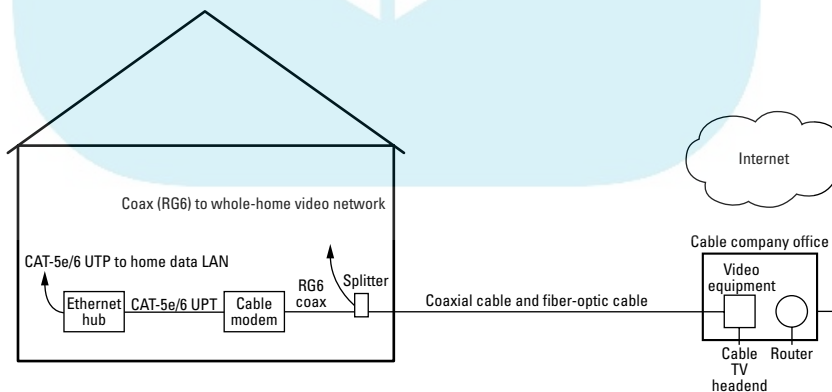 Internet
Coax (RG6) to whole-home video network
Cable company office
CAT-5e/6 UTP to home data LAN
Ethernet
hub
CAT-5e/6 UPT
Cable
modem
RG6
coax
Splitter
Coaxial cable and fiber-optic cable
Video
equipment
Cable
TV
headend
Router